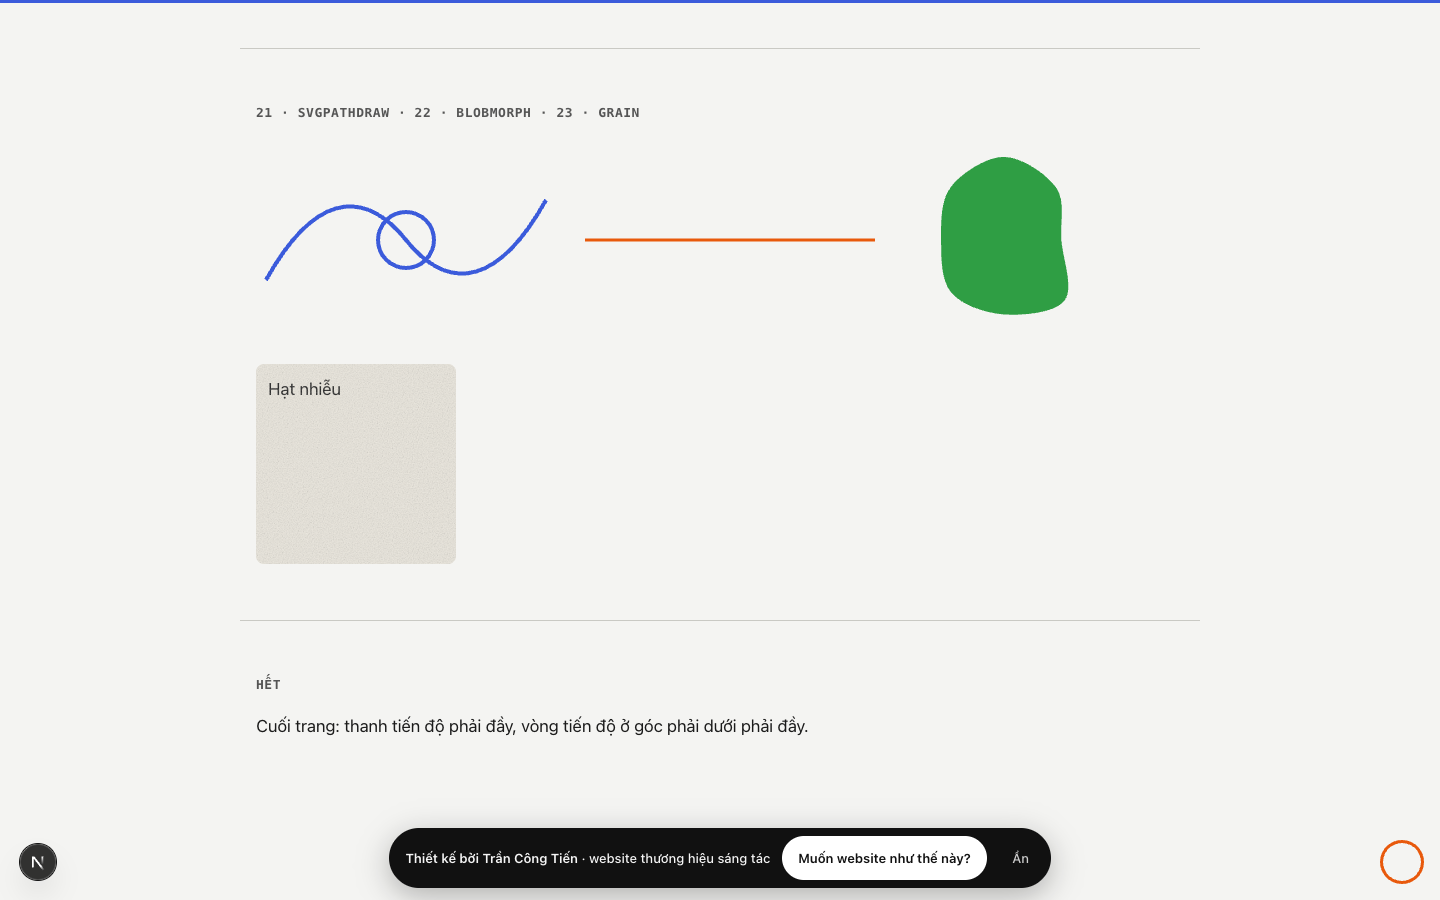 21 · SVGPATHDRAW · 22 · BLOBMORPH · 23 · GRAIN
Hạt nhiễu
HẾT
Cuối trang: thanh tiến độ phải đầy, vòng tiến độ ở góc phải dưới phải đầy.
N
Thiết kế bởi Trần Công Tiến · website thương hiệu sáng tác
Muốn website như thế này?
Ẩn